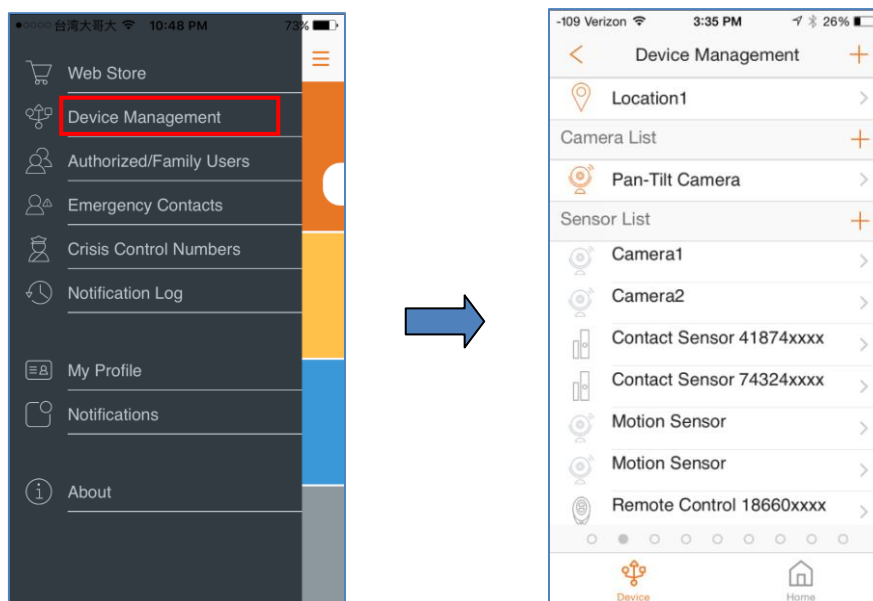 台湾大哥大 10:48 PM 73%
Web Store
Device Management
Authorized/Family Users
Emergency Contacts
Crisis Control Numbers
Notification Log
My Profile
Notifications
About
-109 Verizon 3:35 PM 26%
Device Management
Location1
Camera List
Pan-Tilt Camera
Sensor List
Camera1
Camera2
Contact Sensor 41874xxxx
Contact Sensor 74324xxxx
Motion Sensor
Motion Sensor
Remote Control 18660xxxx
Device Home